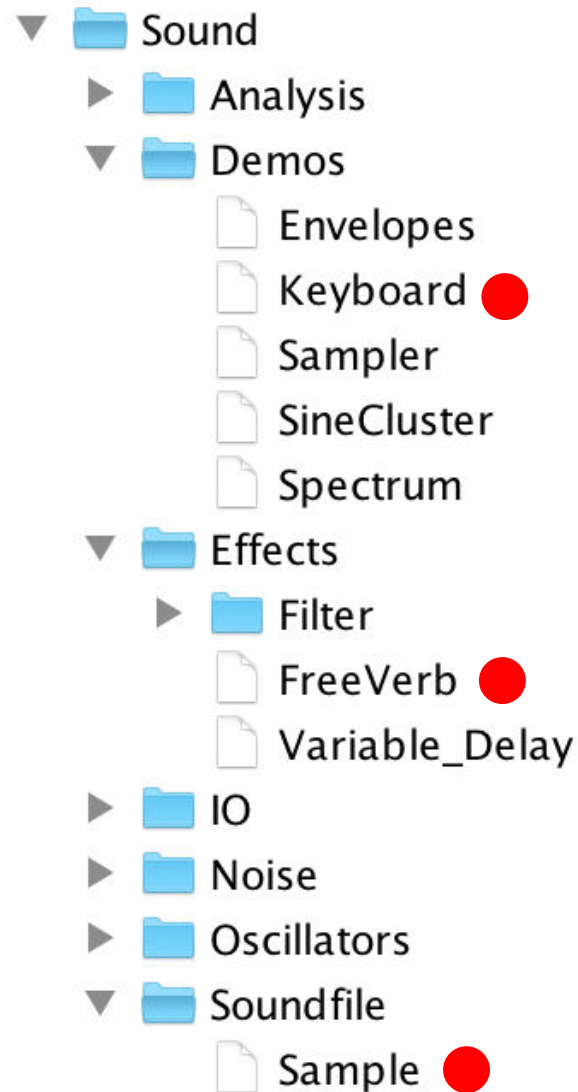 Sound
Analysis
Demos
Envelopes
Keyboard
Sampler
SineCluster
Spectrum
Effects
Filter
FreeVerb
Variable_Delay
IO
Noise
Oscillators
Soundfile
Sample